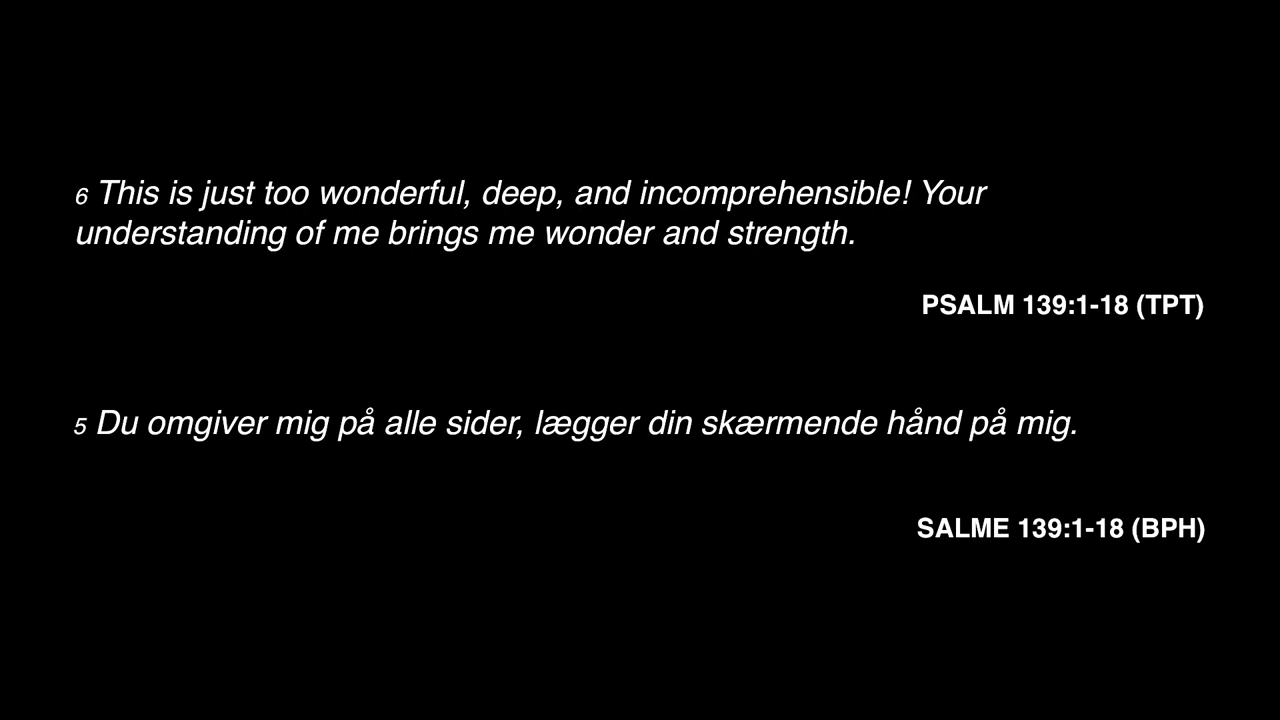 6 This is just too wonderful, deep, and incomprehensible! Your
understanding of me brings me wonder and strength.
PSALM 139:1-18 (TPT)
5 Du omgiver mig på alle sider, lægger din skærmende hånd på mig.
SALME 139:1-18 (BPH)